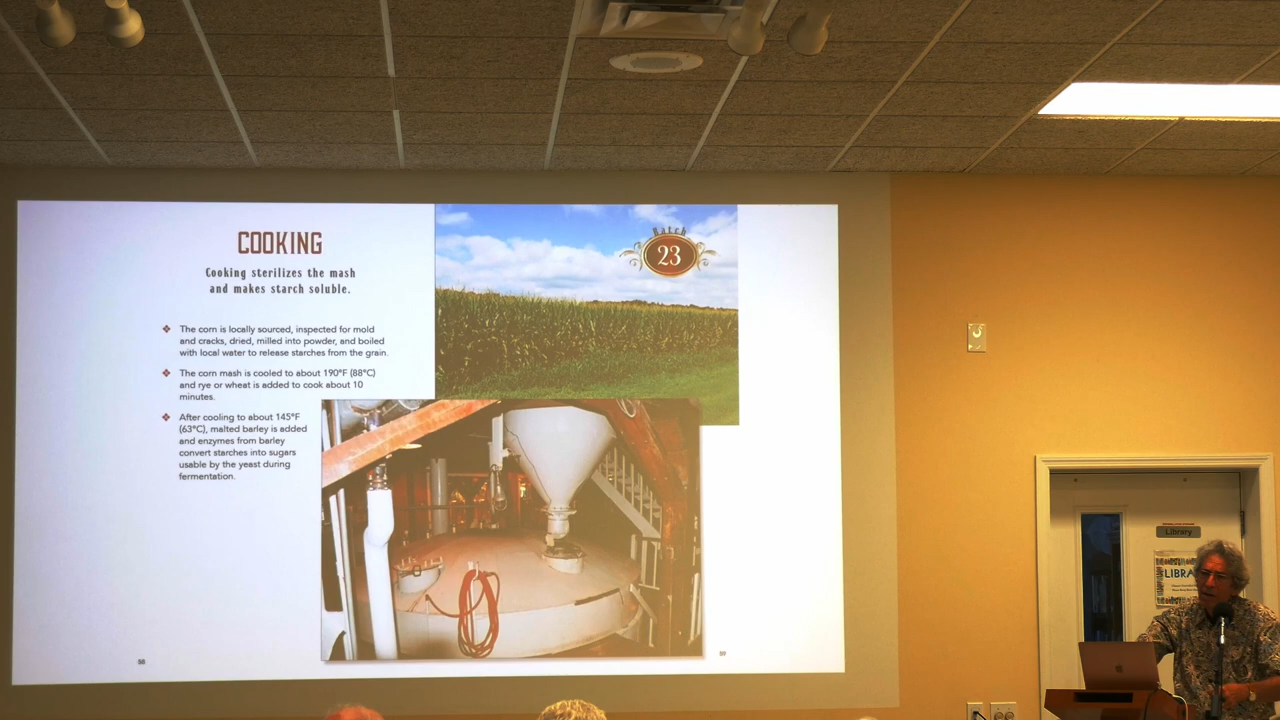 COOKING
Cooking sterilizes the mash
and makes starch soluble.
The corn is locally sourced, inspected for mold
and cracks, dried, milled into powder, and boiled
with local water to release starches from the grain.
The corn mash is cooled to about 190°F (88°C)
and rye or wheat is added to cook about 10
minutes.
After cooling to about 145°F
(63°C), malted barley is added
and enzymes from barley
convert starches into sugars
usable by the yeast during
fermentation.
Batch
23
58
59
Library
LIBRA